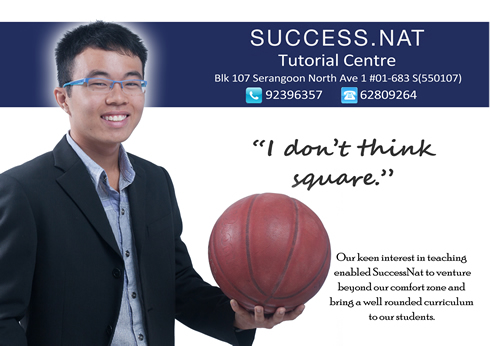 SUCCESS.NAT
Tutorial Centre
Blk 107 Serangoon North Ave 1 #01-683 S(550107)
92396357 62809264
“I don’t think
square.”
Our keen interest in teaching
enabled SuccessNat to venture
beyond our comfort zone and
bring a well rounded curriculum
to our students.